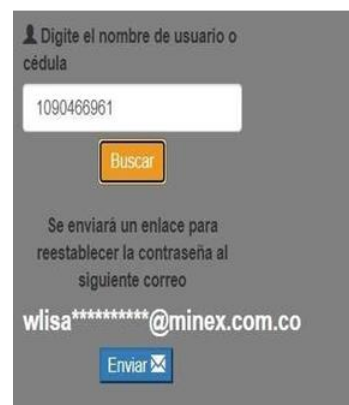 Digite el nombre de usuario o
cédula
1090466961
Buscar
Se enviará un enlace para
reestablecer la contraseña al
siguiente correo
wlisa**********@minex.com.co
Enviar